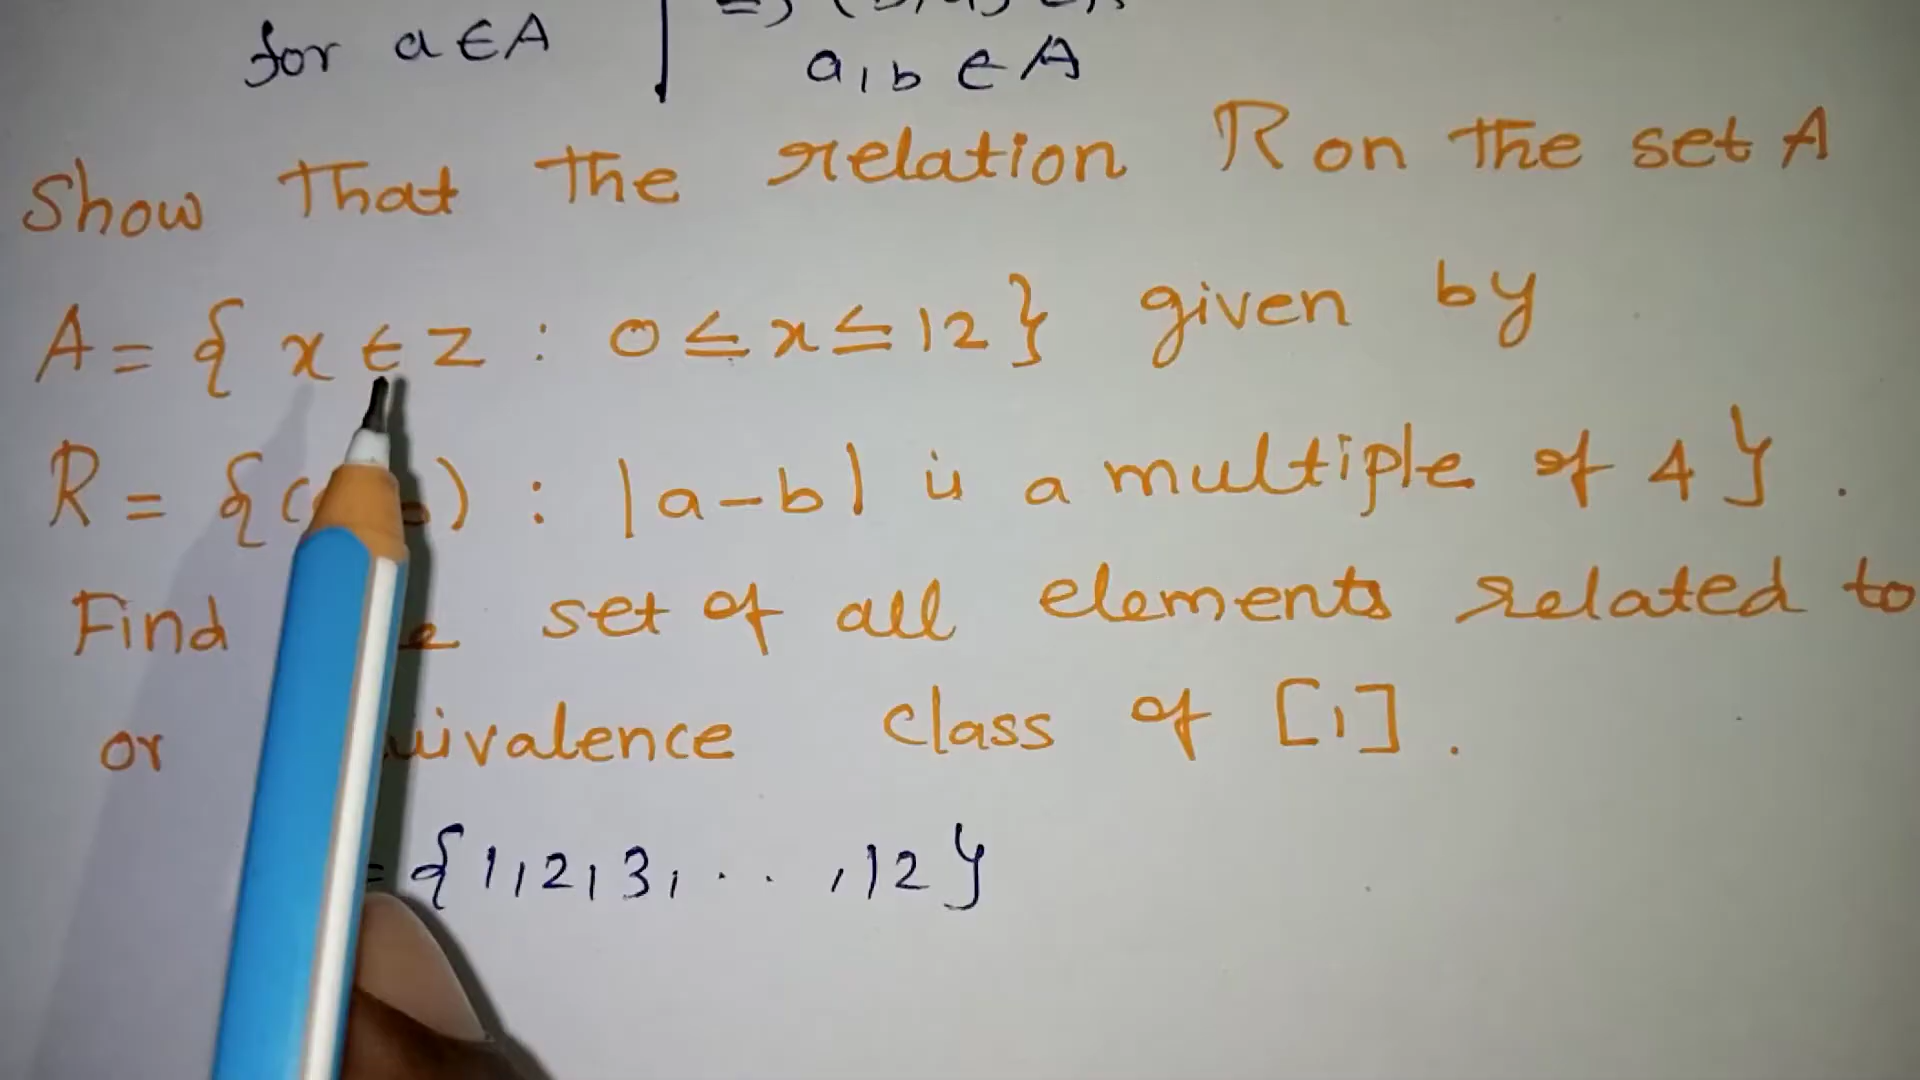 for a ∈ A
a, b ∈ A
Show That the relation R on the set A
A = { x ∈ Z : 0 ≤ x ≤ 12 } given by
R = {( ) : |a-b| is a multiple of 4 } .
Find set of all elements related to
or class of [1] .
= {1, 2, 3, . . , 12 }